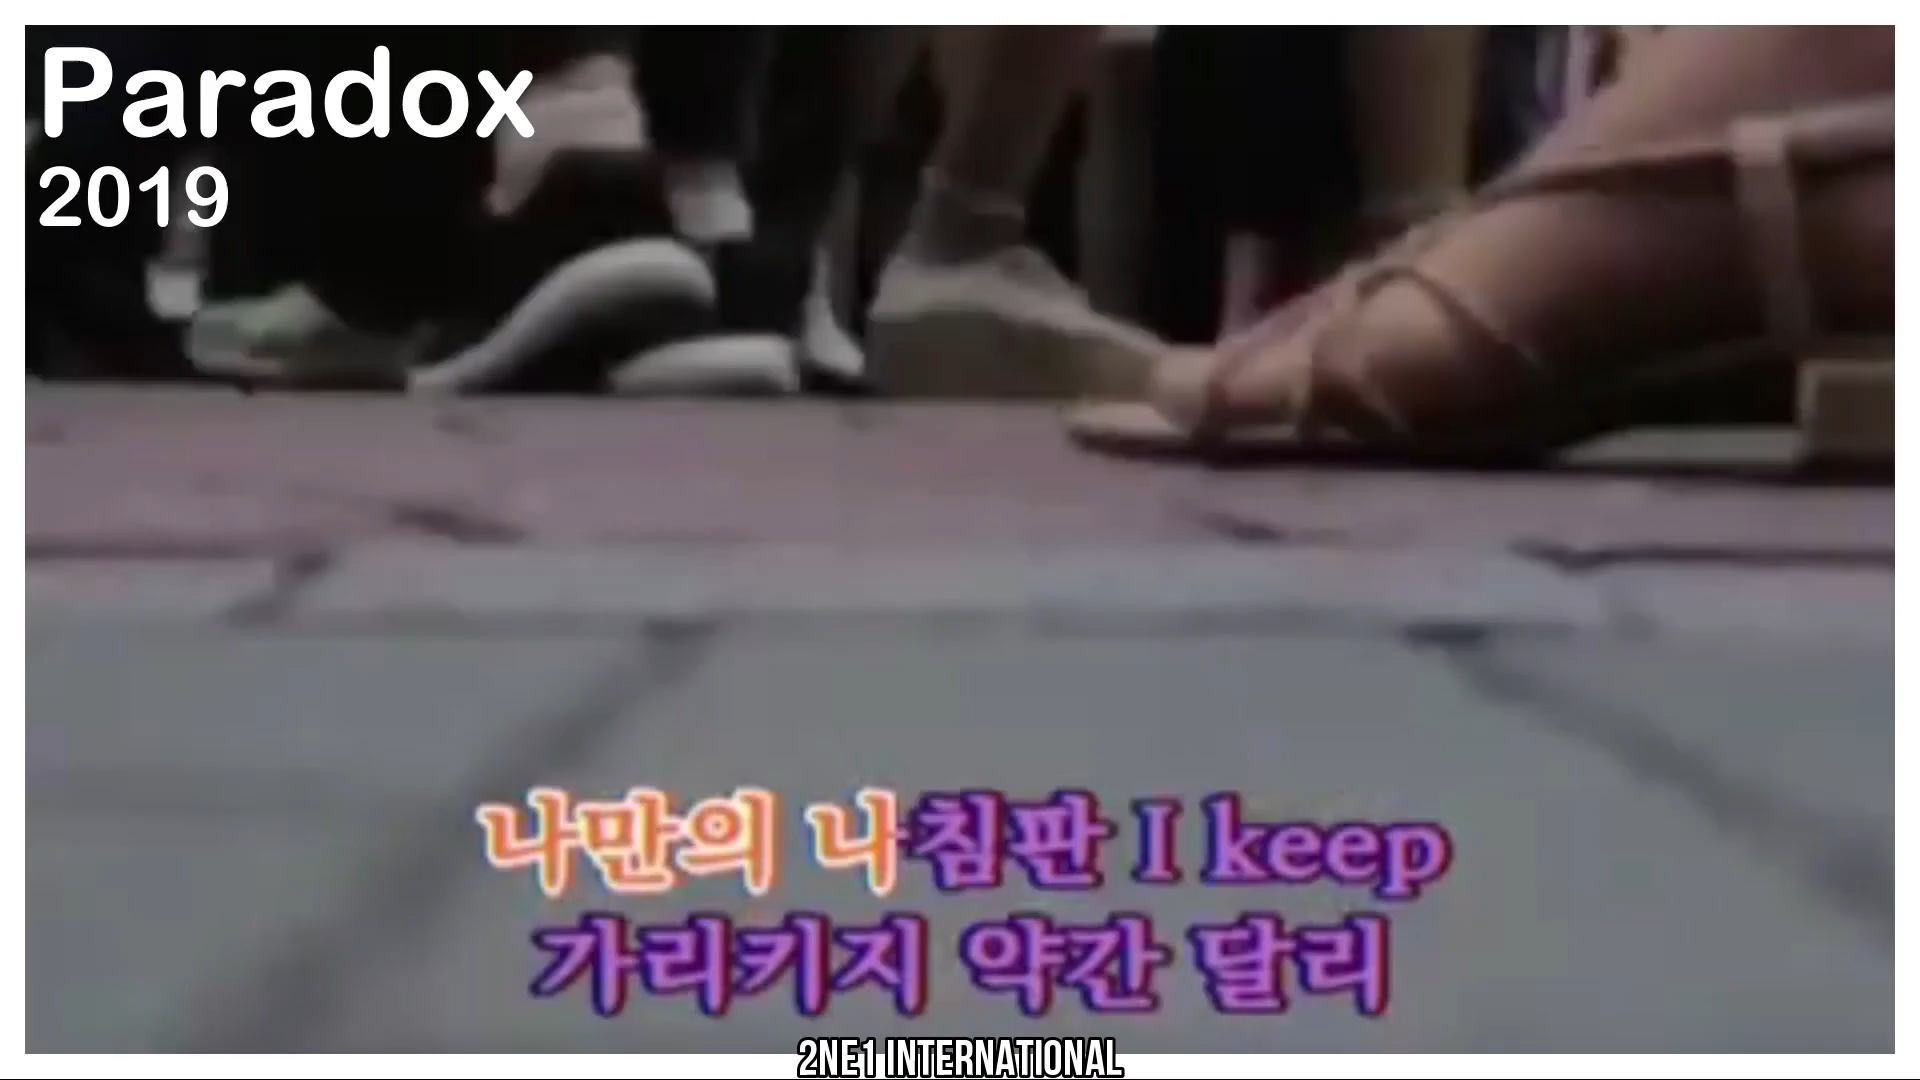 Paradox
2019
나만의 나침판 I keep
가리키지 약간 달리
2NE1 INTERNATIONAL